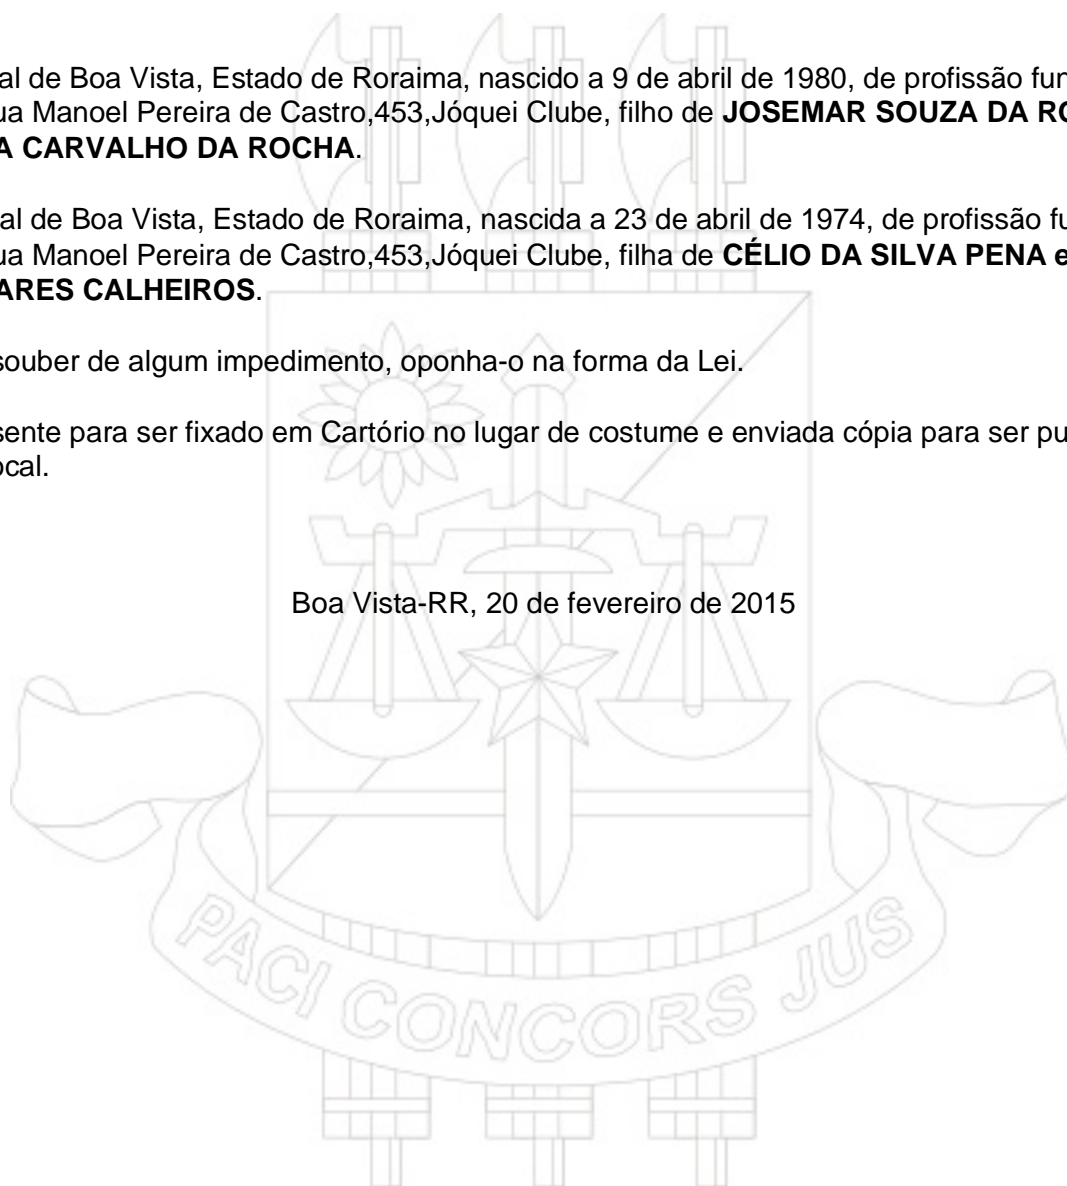 al de Boa Vista, Estado de Roraima, nascido a 9 de abril de 1980, de profissão fun
ua Manoel Pereira de Castro,453,Jóquei Clube, filho de JOSEMAR SOUZA DA RO
A CARVALHO DA ROCHA.
al de Boa Vista, Estado de Roraima, nascida a 23 de abril de 1974, de profissão fu
ua Manoel Pereira de Castro,453,Jóquei Clube, filha de CÉLIO DA SILVA PENA e
ARES CALHEIROS.
souber de algum impedimento, oponha-o na forma da Lei.
sente para ser fixado em Cartório no lugar de costume e enviada cópia para ser pu
ocal.
Boa Vista-RR, 20 de fevereiro de 2015
PACI CONCORS JUS